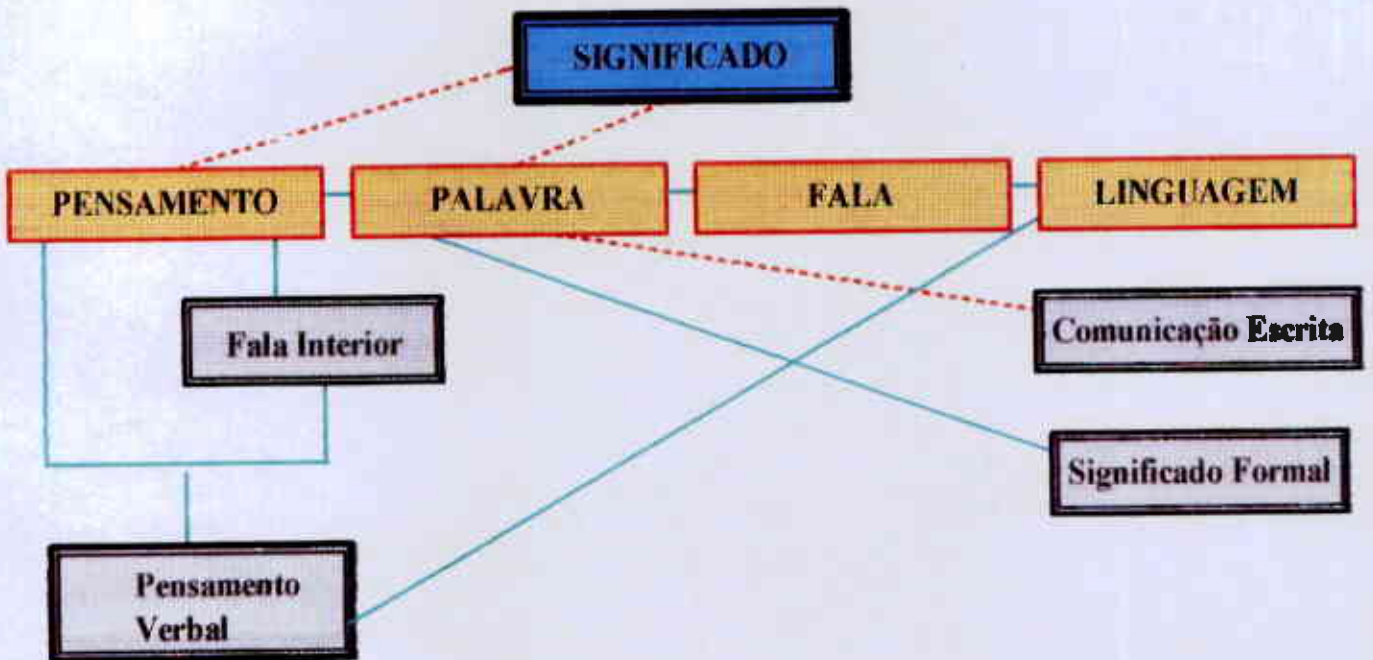 SIGNIFICADO
PENSAMENTO
PALAVRA
FALA
LINGUAGEM
Fala Interior
Comunicação Escrita
Significado Formal
Pensamento
Verbal